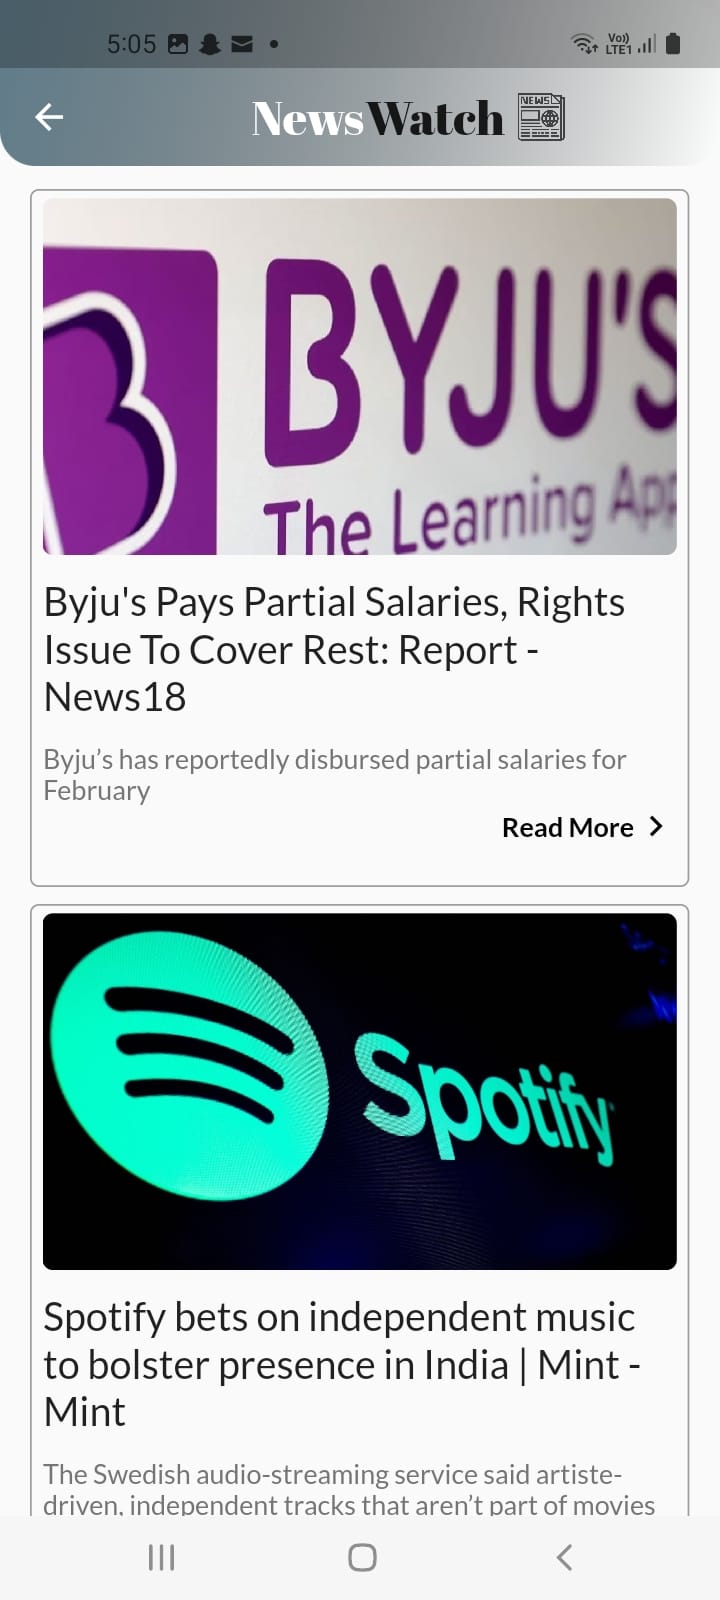 5:05
Vo))
LTE1
NewsWatch
NEWS
BYJU'S
The Learning App
Byju's Pays Partial Salaries, Rights
Issue To Cover Rest: Report -
News18
Byju’s has reportedly disbursed partial salaries for
February
Read More
Spotify
Spotify bets on independent music
to bolster presence in India | Mint -
Mint
The Swedish audio-streaming service said artiste-
driven, independent tracks that aren’t part of movies